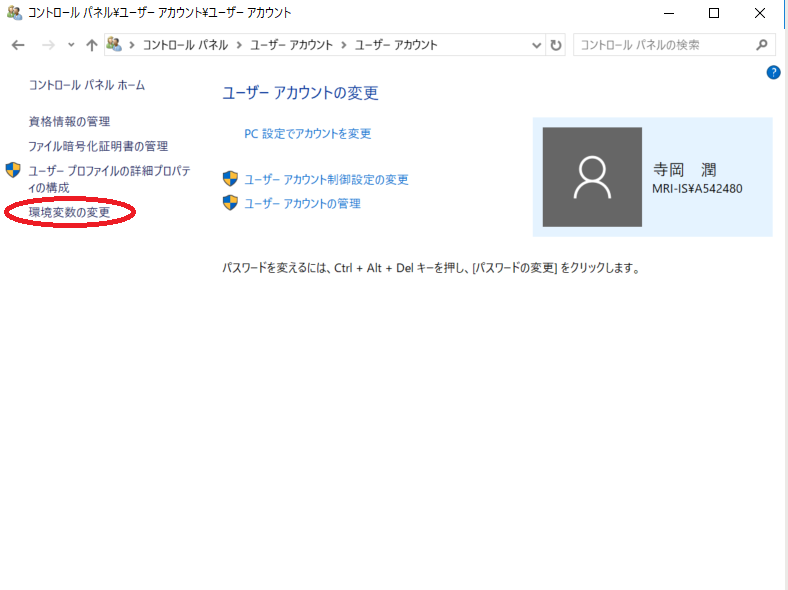 コントロール パネル¥ユーザー アカウント¥ユーザー アカウント
コントロール パネル > ユーザー アカウント > ユーザー アカウント
コントロール パネルの検索
?
コントロール パネル ホーム
資格情報の管理
ファイル暗号化証明書の管理
ユーザー プロファイルの詳細プロパテ
ィの構成
環境変数の変更
ユーザー アカウントの変更
PC 設定でアカウントを変更
ユーザー アカウント制御設定の変更
ユーザー アカウントの管理
寺岡　潤
MRI-IS¥A542480
パスワードを変えるには、Ctrl + Alt + Del キーを押し、[パスワードの変更] をクリックします。